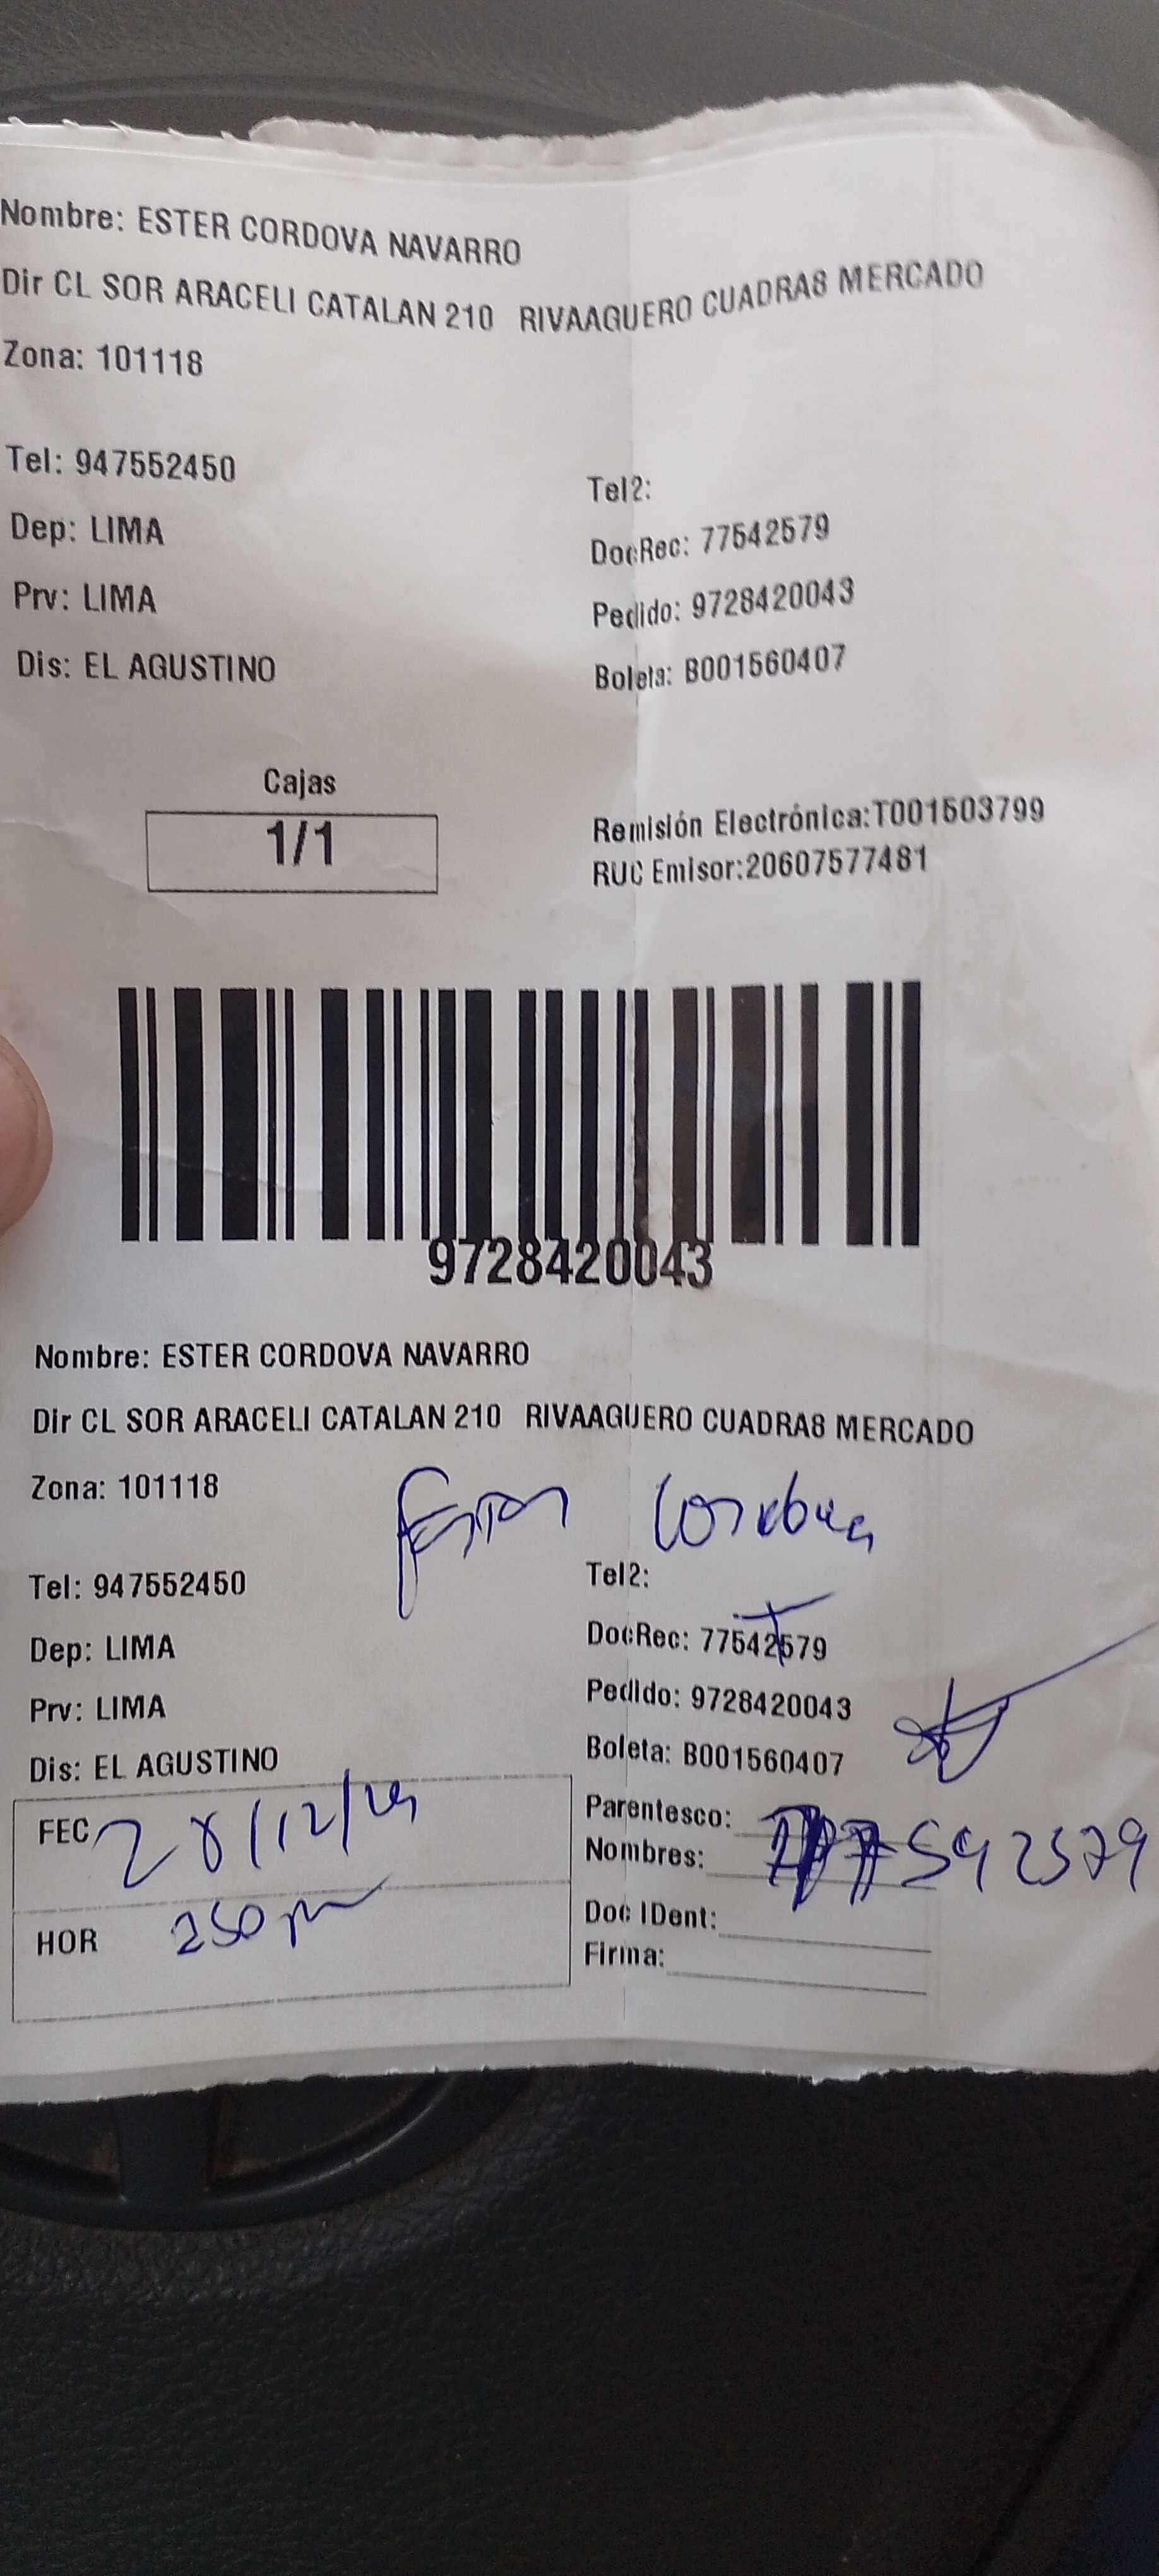 Nombre: ESTER CORDOVA NAVARRO
Dir CL SOR ARACELI CATALAN 210 RIVAAGUERO CUADRA8 MERCADO
Zona: 101118
Tel: 947552450
Tel2:
Dep: LIMA
DocRec: 77542579
Prv: LIMA
Pedido: 9728420043
Dis: EL AGUSTINO
Boleta: B001560407
Cajas
1/1
Remisión Electrónica:T001503799
RUC Emisor:20607577481
9728420043
Nombre: ESTER CORDOVA NAVARRO
Dir CL SOR ARACELI CATALAN 210 RIVAAGUERO CUADRA8 MERCADO
Zona: 101118
Ester Cordova
Tel: 947552450
Tel2:
Dep: LIMA
DocRec: 77542579
Prv: LIMA
Pedido: 9728420043
Dis: EL AGUSTINO
Boleta: B001560407
FEC 28/12/24
Parentesco:
Nombres:
HOR 250 pm
Doc IDent:
Firma: